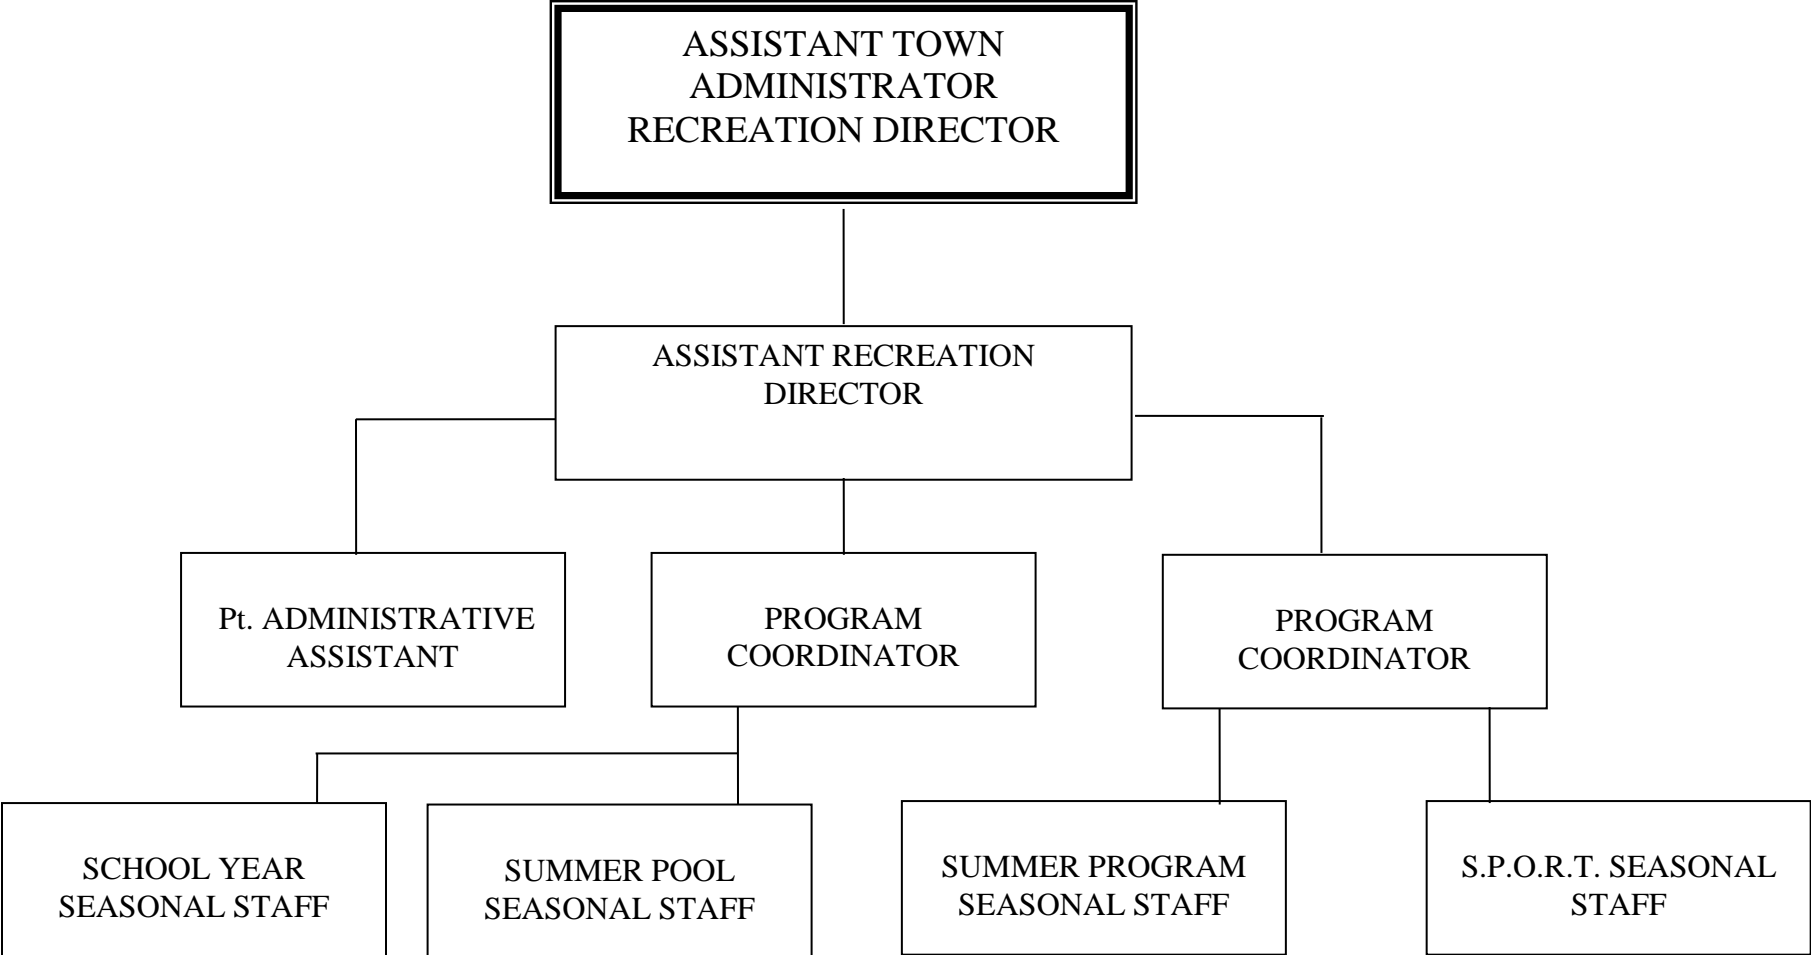 ASSISTANT TOWN
ADMINISTRATOR
RECREATION DIRECTOR
ASSISTANT RECREATION
DIRECTOR
Pt. ADMINISTRATIVE
ASSISTANT
PROGRAM
COORDINATOR
PROGRAM
COORDINATOR
SCHOOL YEAR
SEASONAL STAFF
SUMMER POOL
SEASONAL STAFF
SUMMER PROGRAM
SEASONAL STAFF
S.P.O.R.T. SEASONAL
STAFF